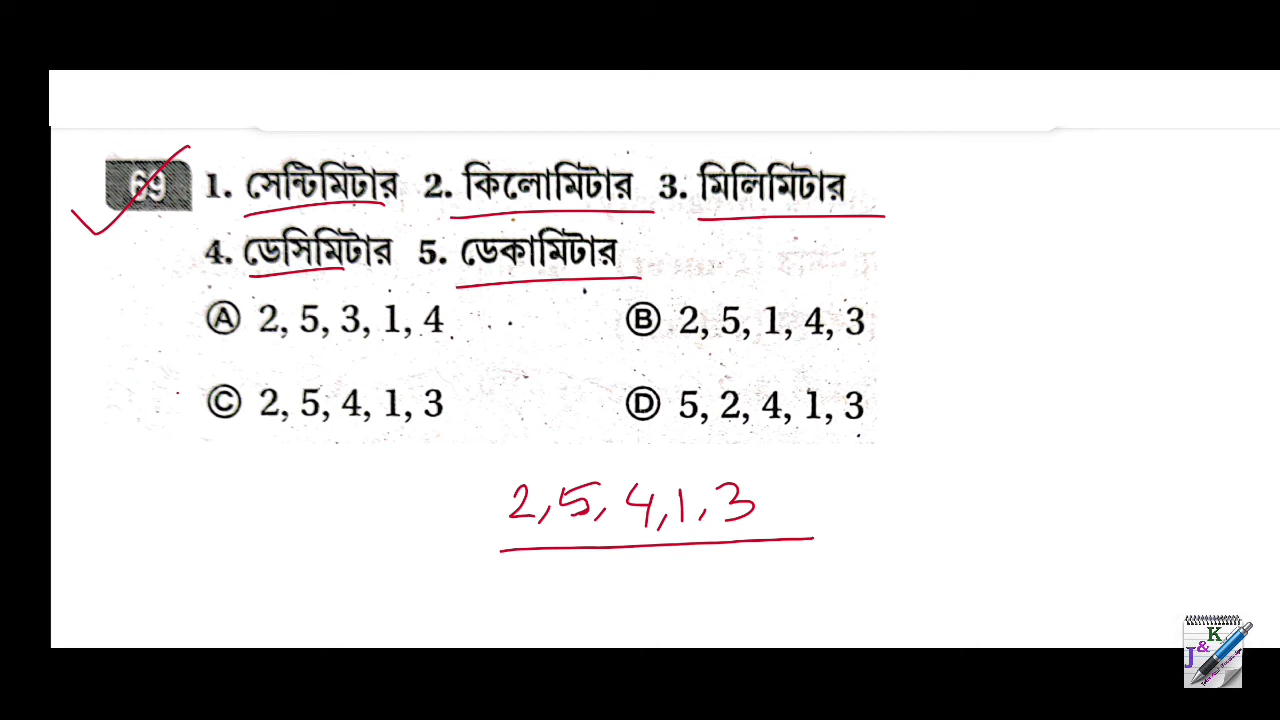 69 1. সেন্টিমিটার 2. কিলোমিটার 3. মিলিমিটার
4. ডেসিমিটার 5. ডেকামিটার
Ⓐ 2, 5, 3, 1, 4 Ⓑ 2, 5, 1, 4, 3
Ⓒ 2, 5, 4, 1, 3 Ⓓ 5, 2, 4, 1, 3
2, 5, 4, 1, 3
J & K